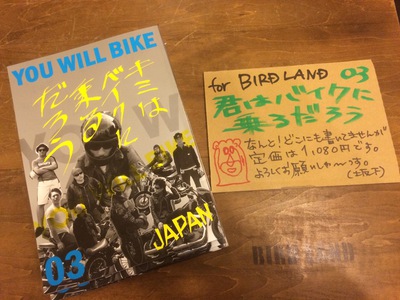 YOU WILL BIKE
キミは
バイクに
乗る
だろう
JAPAN
03
for BIRD LAND 03
君はバイクに
乗るだろう
なんと！どこにも書いてませんが
定価は1,080円です。
よろしくお願いしゃーっす。
BIRD LAND